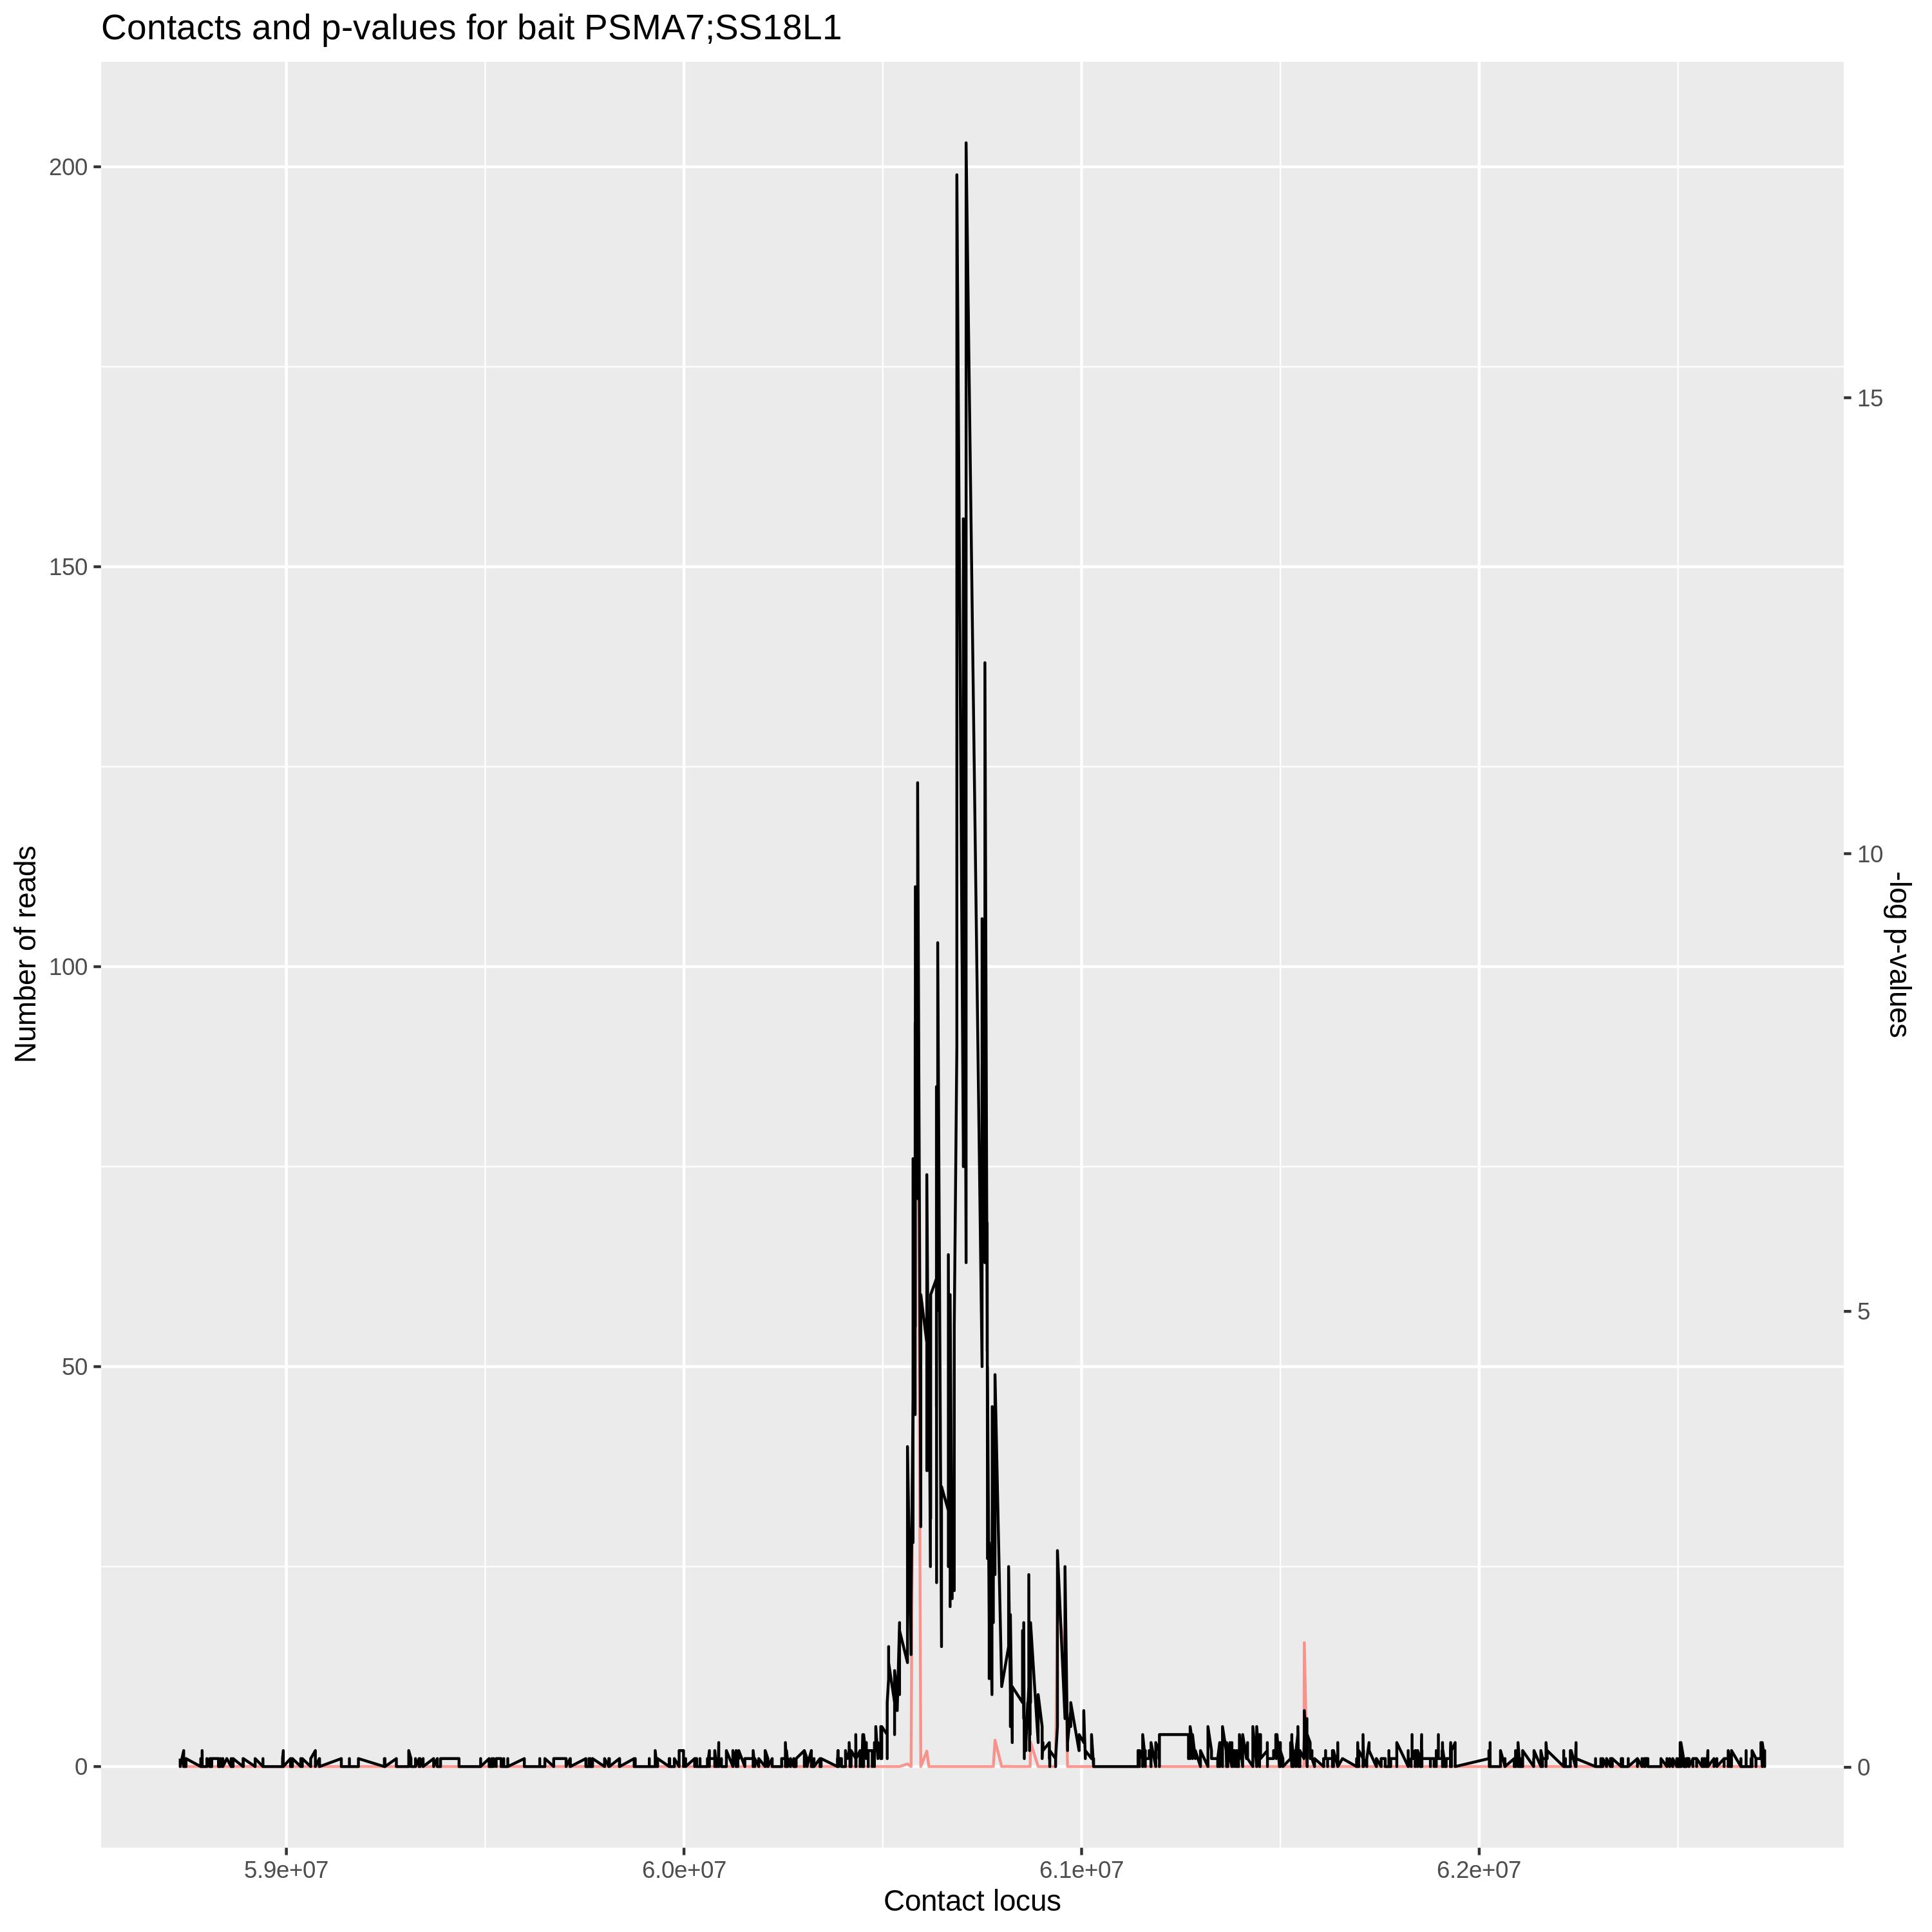 Contacts and p-values for bait PSMA7;SS18L1
200
150
100
50
0
15
10
5
0
Number of reads
-log p-values
5.9e+07
6.0e+07
6.1e+07
6.2e+07
Contact locus